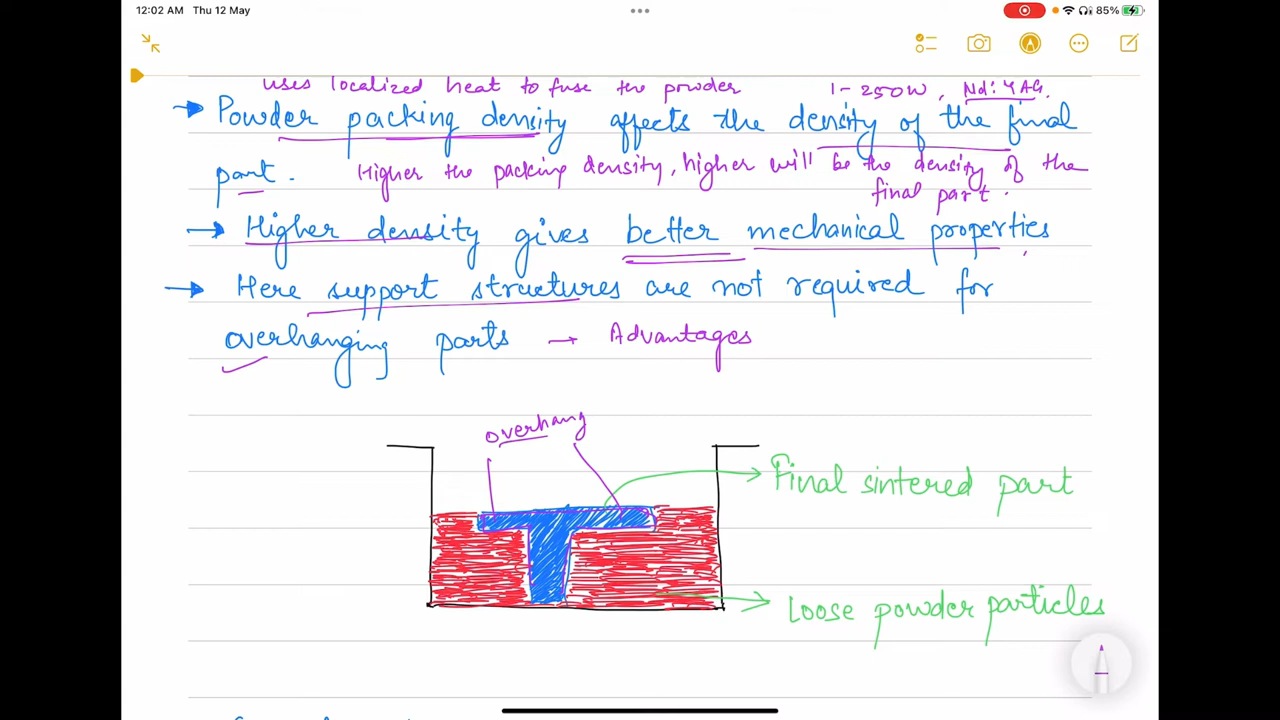 12:02 AM Thu 12 May
85%
uses localized heat to fuse the powder 1-250W, Nd:YAG.
→ Powder packing density affects the density of the final
part. Higher the packing density, higher will be the density of the
final part.
→ Higher density gives better mechanical properties
→ Here support structures are not required for
overhanging parts → Advantages
overhang
Final sintered part
Loose powder particles